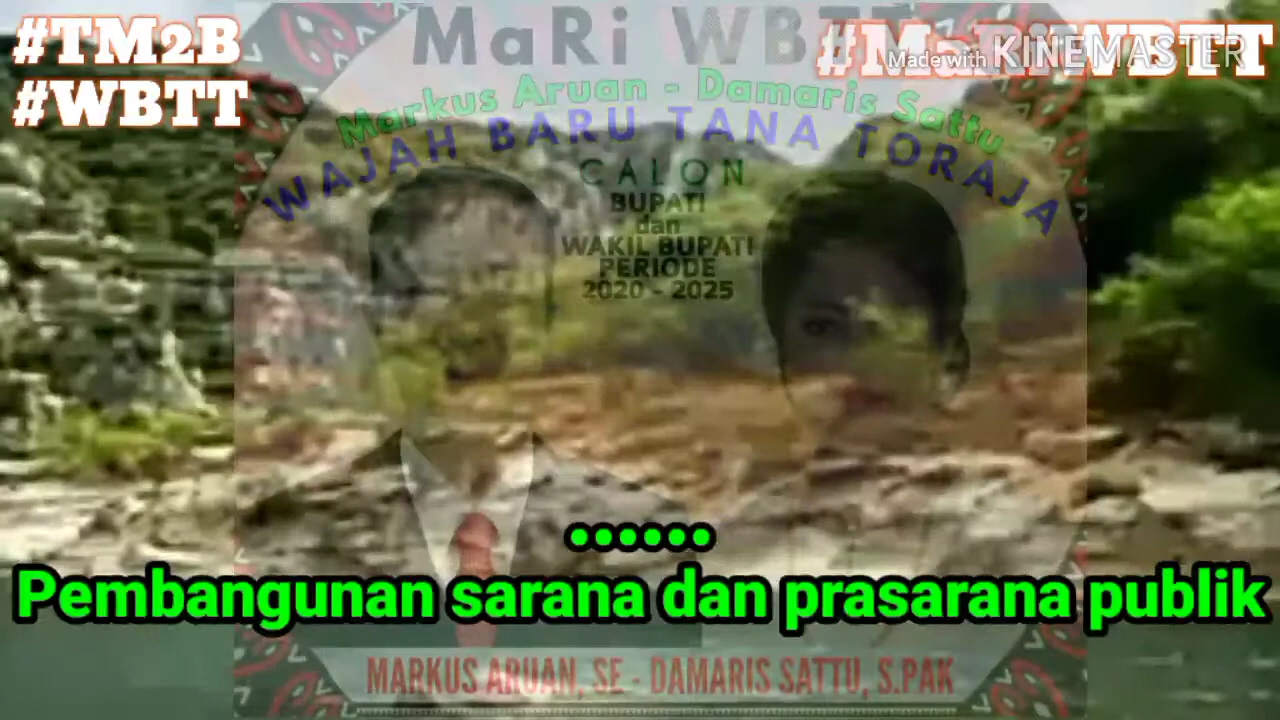 #TM2B
#WBTT
MaRi WBTT
#MaRiWBTT
Made with KINEMASTER
Markus Aruan - Damaris Sattu
WAJAH BARU TANA TORAJA
CALON
BUPATI
dan
WAKIL BUPATI
PERIODE
2020 - 2025
......
Pembangunan sarana dan prasarana publik
MARKUS ARUAN, SE - DAMARIS SATTU, S.PAK